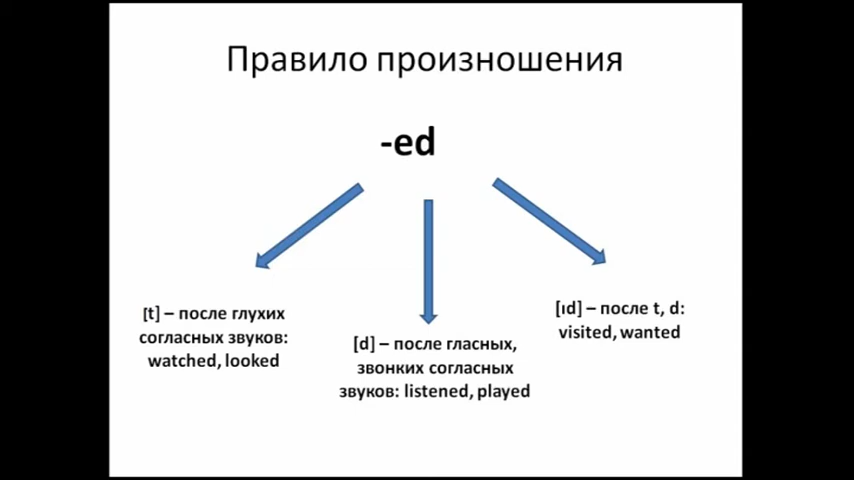 Правило произношения
-ed
[t] – после глухих
согласных звуков:
watched, looked
[d] – после гласных,
звонких согласных
звуков: listened, played
[ɪd] – после t, d:
visited, wanted